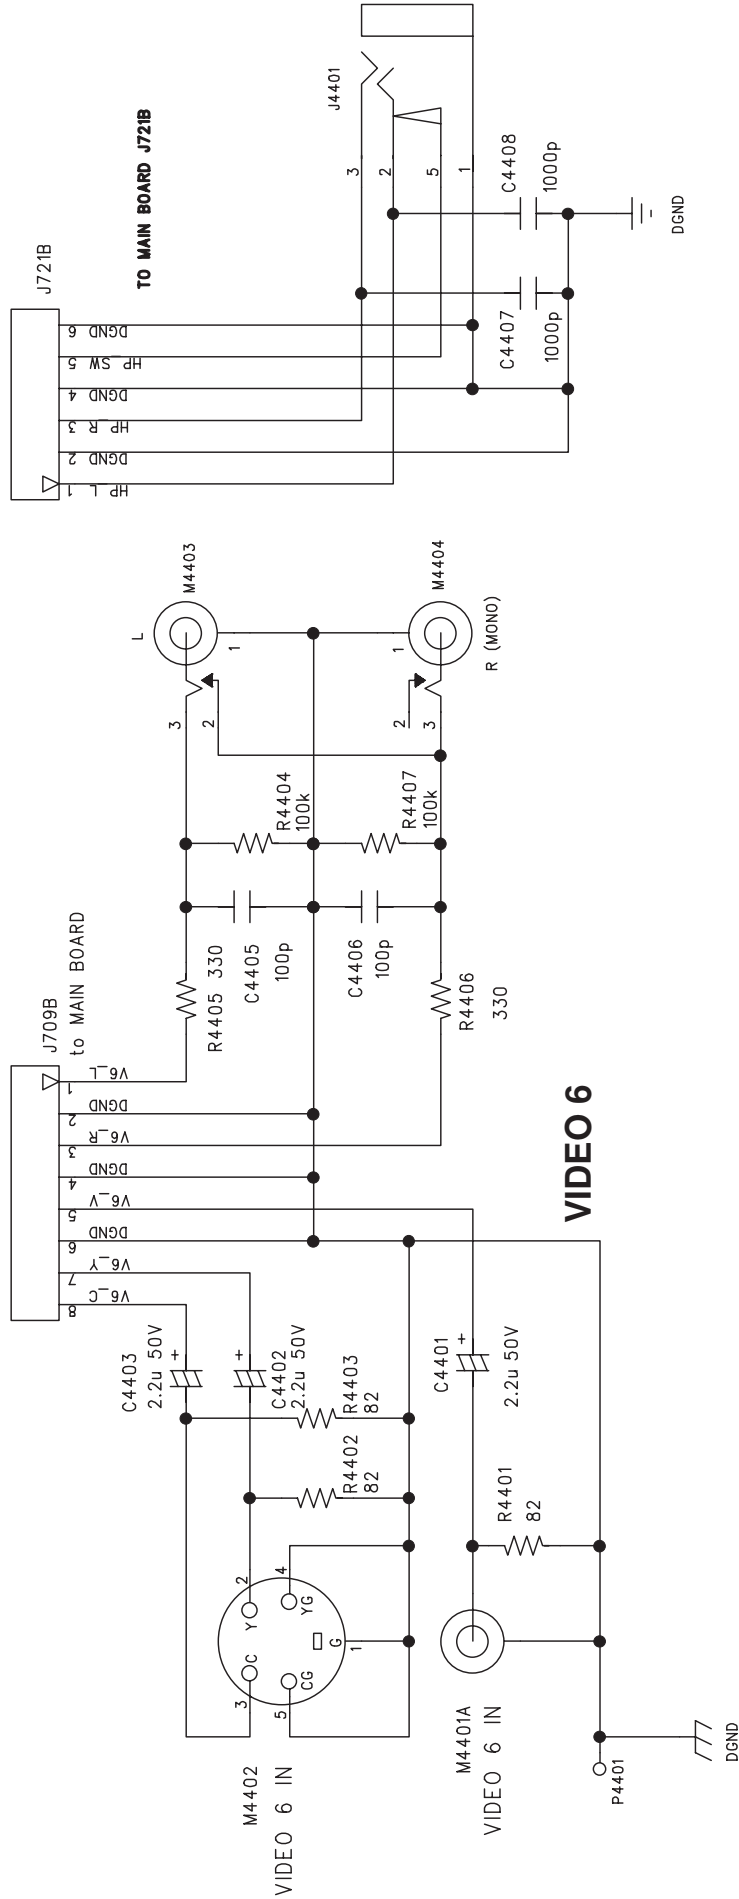 J4401
3
2
5
1
C4408
1000p
C4407
1000p
DGND
TO MAIN BOARD J721B
J721B
6 DGND
5 HP_SW
4 DGND
3 HP_R
2 DGND
1 HP_L
L
M4403
1
3
2
M4404
1
R (MONO)
2
3
R4404
100k
R4407
100k
R4405 330
C4405
100p
C4406
100p
R4406
330
J709B
to MAIN BOARD
1 V6_L
2 DGND
3 V6_R
4 DGND
5 V6_V
6 DGND
7 V6_Y
8 V6_C
VIDEO 6
C4403
2.2u 50V
+
C4402
2.2u 50V
+
C4401
2.2u 50V
+
R4403
82
R4402
82
R4401
82
2
4
Y
YG
C
CG
G
1
3
5
M4402
VIDEO 6 IN
M4401A
VIDEO 6 IN
P4401
DGND